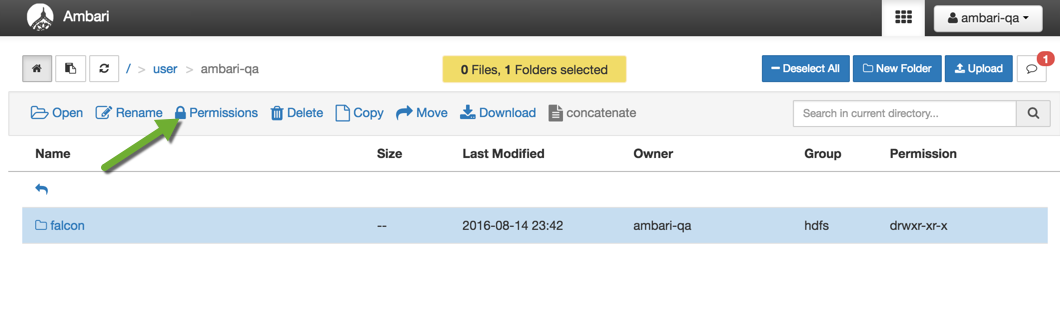 Ambari
ambari-qa
/ > user > ambari-qa
0 Files, 1 Folders selected
Deselect All
New Folder
Upload
1
Open Rename Permissions Delete Copy Move Download concatenate
Search in current directory...
Name Size Last Modified Owner Group Permission
falcon -- 2016-08-14 23:42 ambari-qa hdfs drwxr-xr-x